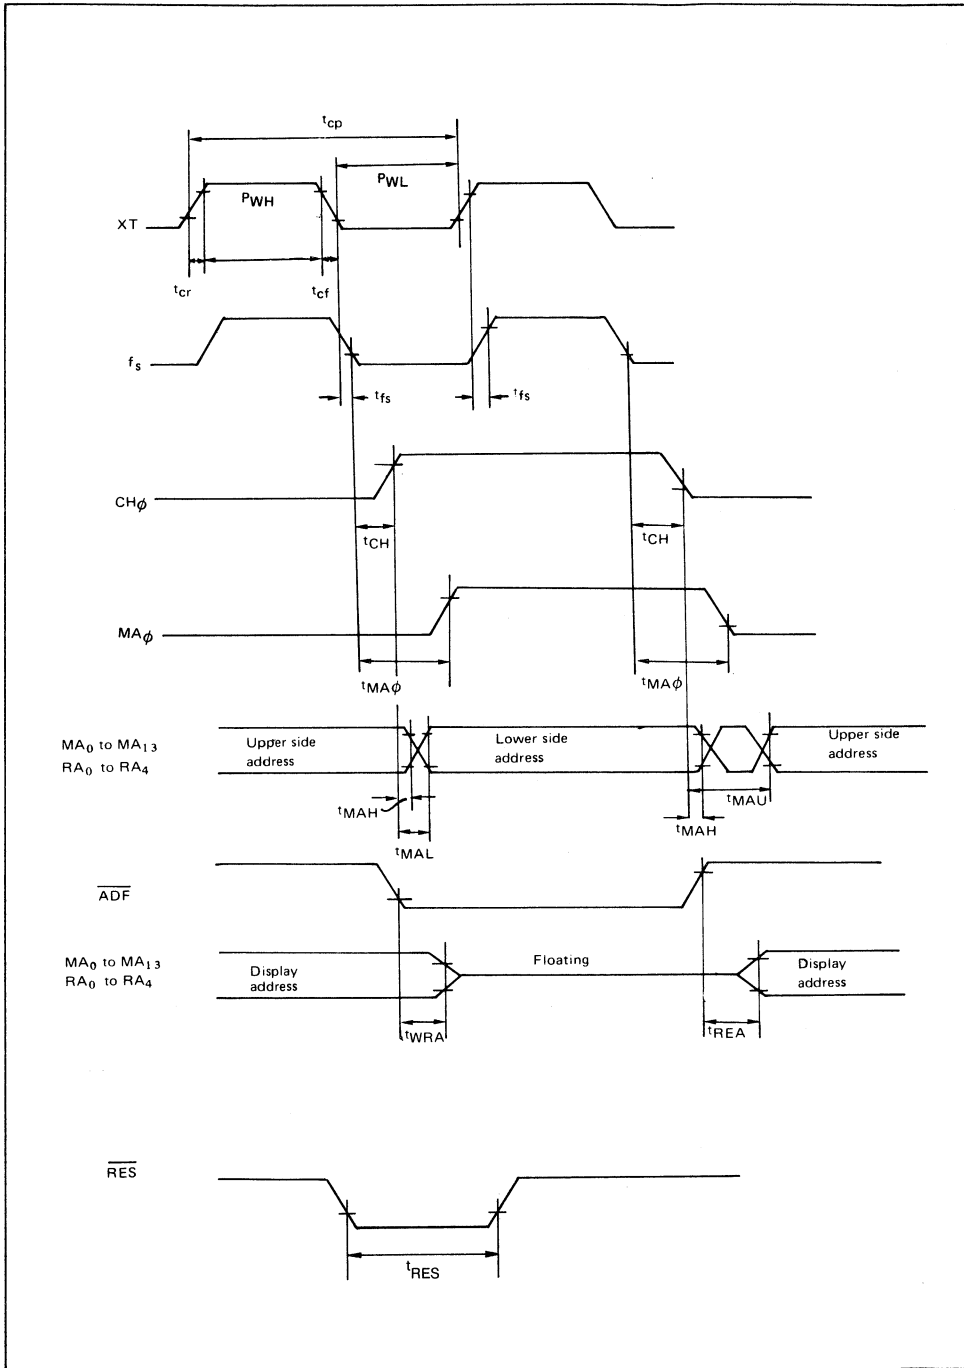 tcp
PWL
PWH
XT
tcr
tcf
fs
tfs
tfs
CHϕ
tCH
tCH
MAϕ
tMAϕ
tMAϕ
MA0 to MA13
RA0 to RA4
Upper side
address
Lower side
address
Upper side
address
tMAH
tMAL
tMAU
tMAH
ADF
MA0 to MA13
RA0 to RA4
Display
address
Floating
Display
address
tWRA
tREA
RES
tRES